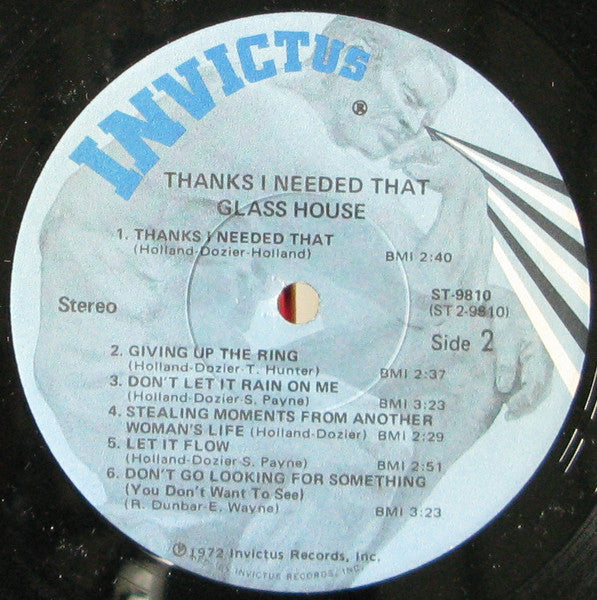 INVICTUS
®
THANKS I NEEDED THAT
GLASS HOUSE
1. THANKS I NEEDED THAT
(Holland-Dozier-Holland) BMI 2:40
Stereo
ST-9810
(ST 2-9810)
Side 2
2. GIVING UP THE RING
(Holland-Dozier-T. Hunter) BMI 2:37
3. DON'T LET IT RAIN ON ME
(Holland-Dozier-S. Payne) BMI 3:23
4. STEALING MOMENTS FROM ANOTHER
WOMAN'S LIFE (Holland-Dozier) BMI 2:29
5. LET IT FLOW
(Holland-Dozier-S. Payne) BMI 2:51
6. DON'T GO LOOKING FOR SOMETHING
(You Don't Want To See)
(R. Dunbar-E. Wayne) BMI 3:23
℗1972 Invictus Records, Inc.
INVICTUS RECORDS, INC.